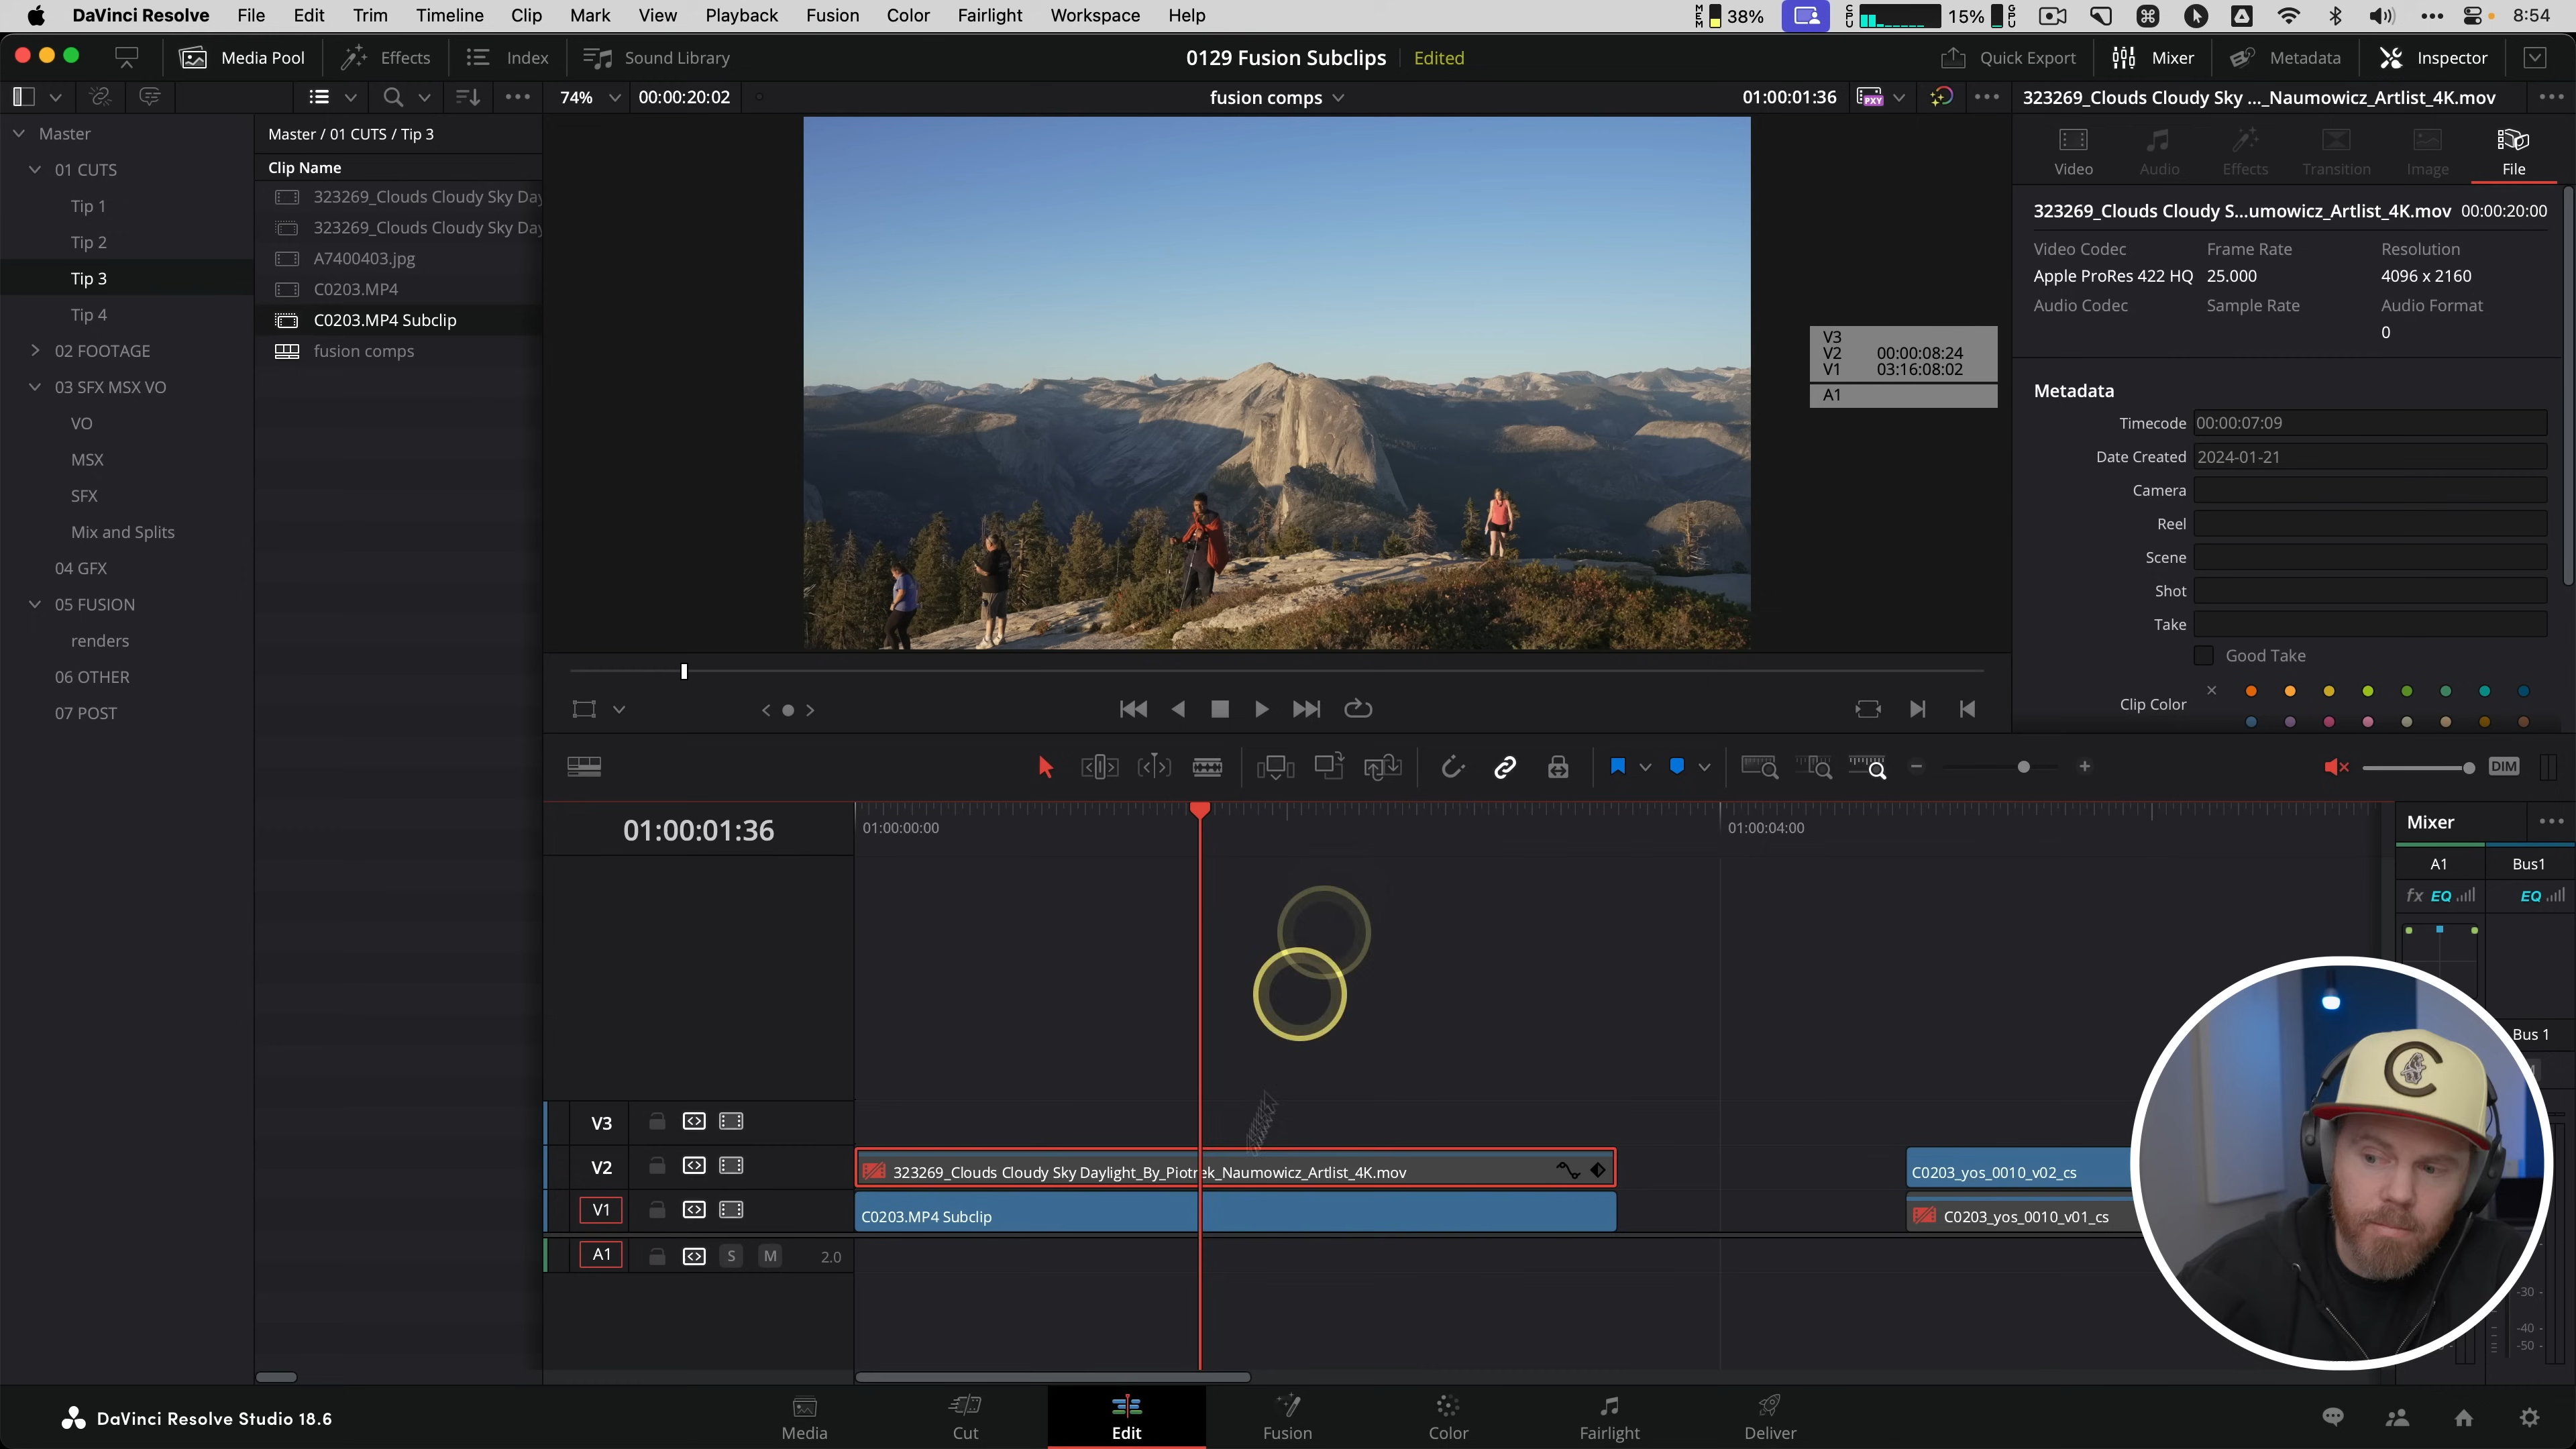 DaVinci Resolve File Edit Trim Timeline Clip Mark View Playback Fusion Color Fairlight Workspace Help MEM 38% CPU 15% GPU 8:54
Media Pool Effects Index Sound Library 0129 Fusion Subclips Edited Quick Export Mixer Metadata Inspector
74% 00:00:20:02 fusion comps 01:00:01:36 PXY 323269_Clouds Cloudy Sky ..._Naumowicz_Artlist_4K.mov
Master
01 CUTS
Tip 1
Tip 2
Tip 3
Tip 4
02 FOOTAGE
03 SFX MSX VO
VO
MSX
SFX
Mix and Splits
04 GFX
05 FUSION
renders
06 OTHER
07 POST
Master / 01 CUTS / Tip 3
Clip Name
323269_Clouds Cloudy Sky Day
323269_Clouds Cloudy Sky Day
A7400403.jpg
C0203.MP4
C0203.MP4 Subclip
fusion comps
V3
V2 00:00:08:24
V1 03:16:08:02
A1
Video Audio Effects Transition Image File
323269_Clouds Cloudy S...umowicz_Artlist_4K.mov 00:00:20:00
Video Codec Frame Rate Resolution
Apple ProRes 422 HQ 25.000 4096 x 2160
Audio Codec Sample Rate Audio Format
0
Metadata
Timecode 00:00:07:09
Date Created 2024-01-21
Camera
Reel
Scene
Shot
Take
Good Take
Clip Color
DIM
01:00:01:36 01:00:00:00 01:00:04:00
Mixer
A1 Bus1
fx EQ EQ
Bus 1
-30
-40
-50
V3
V2 323269_Clouds Cloudy Sky Daylight_By_Piotrek_Naumowicz_Artlist_4K.mov C0203_yos_0010_v02_cs
V1 C0203.MP4 Subclip C0203_yos_0010_v01_cs
A1 S M 2.0
DaVinci Resolve Studio 18.6
Media Cut Edit Fusion Color Fairlight Deliver